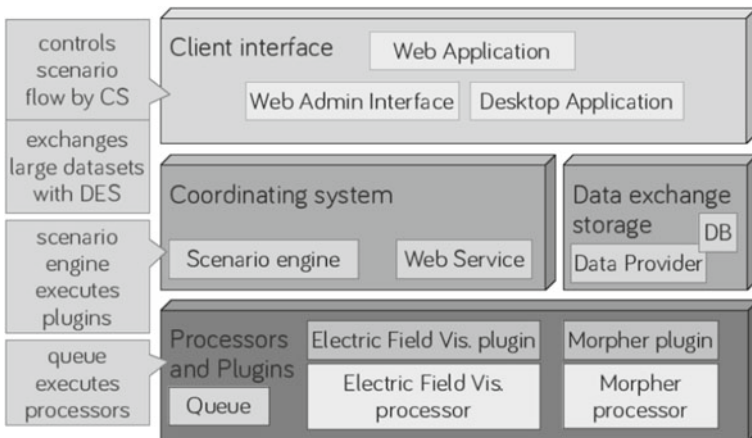 controls
scenario
flow by CS
exchanges
large datasets
with DES
scenario
engine
executes
plugins
queue
executes
processors
Client interface
Web Application
Web Admin Interface
Desktop Application
Coordinating system
Scenario engine
Web Service
Data exchange
storage
DB
Data Provider
Processors
and Plugins
Queue
Electric Field Vis. plugin
Electric Field Vis.
processor
Morpher plugin
Morpher
processor